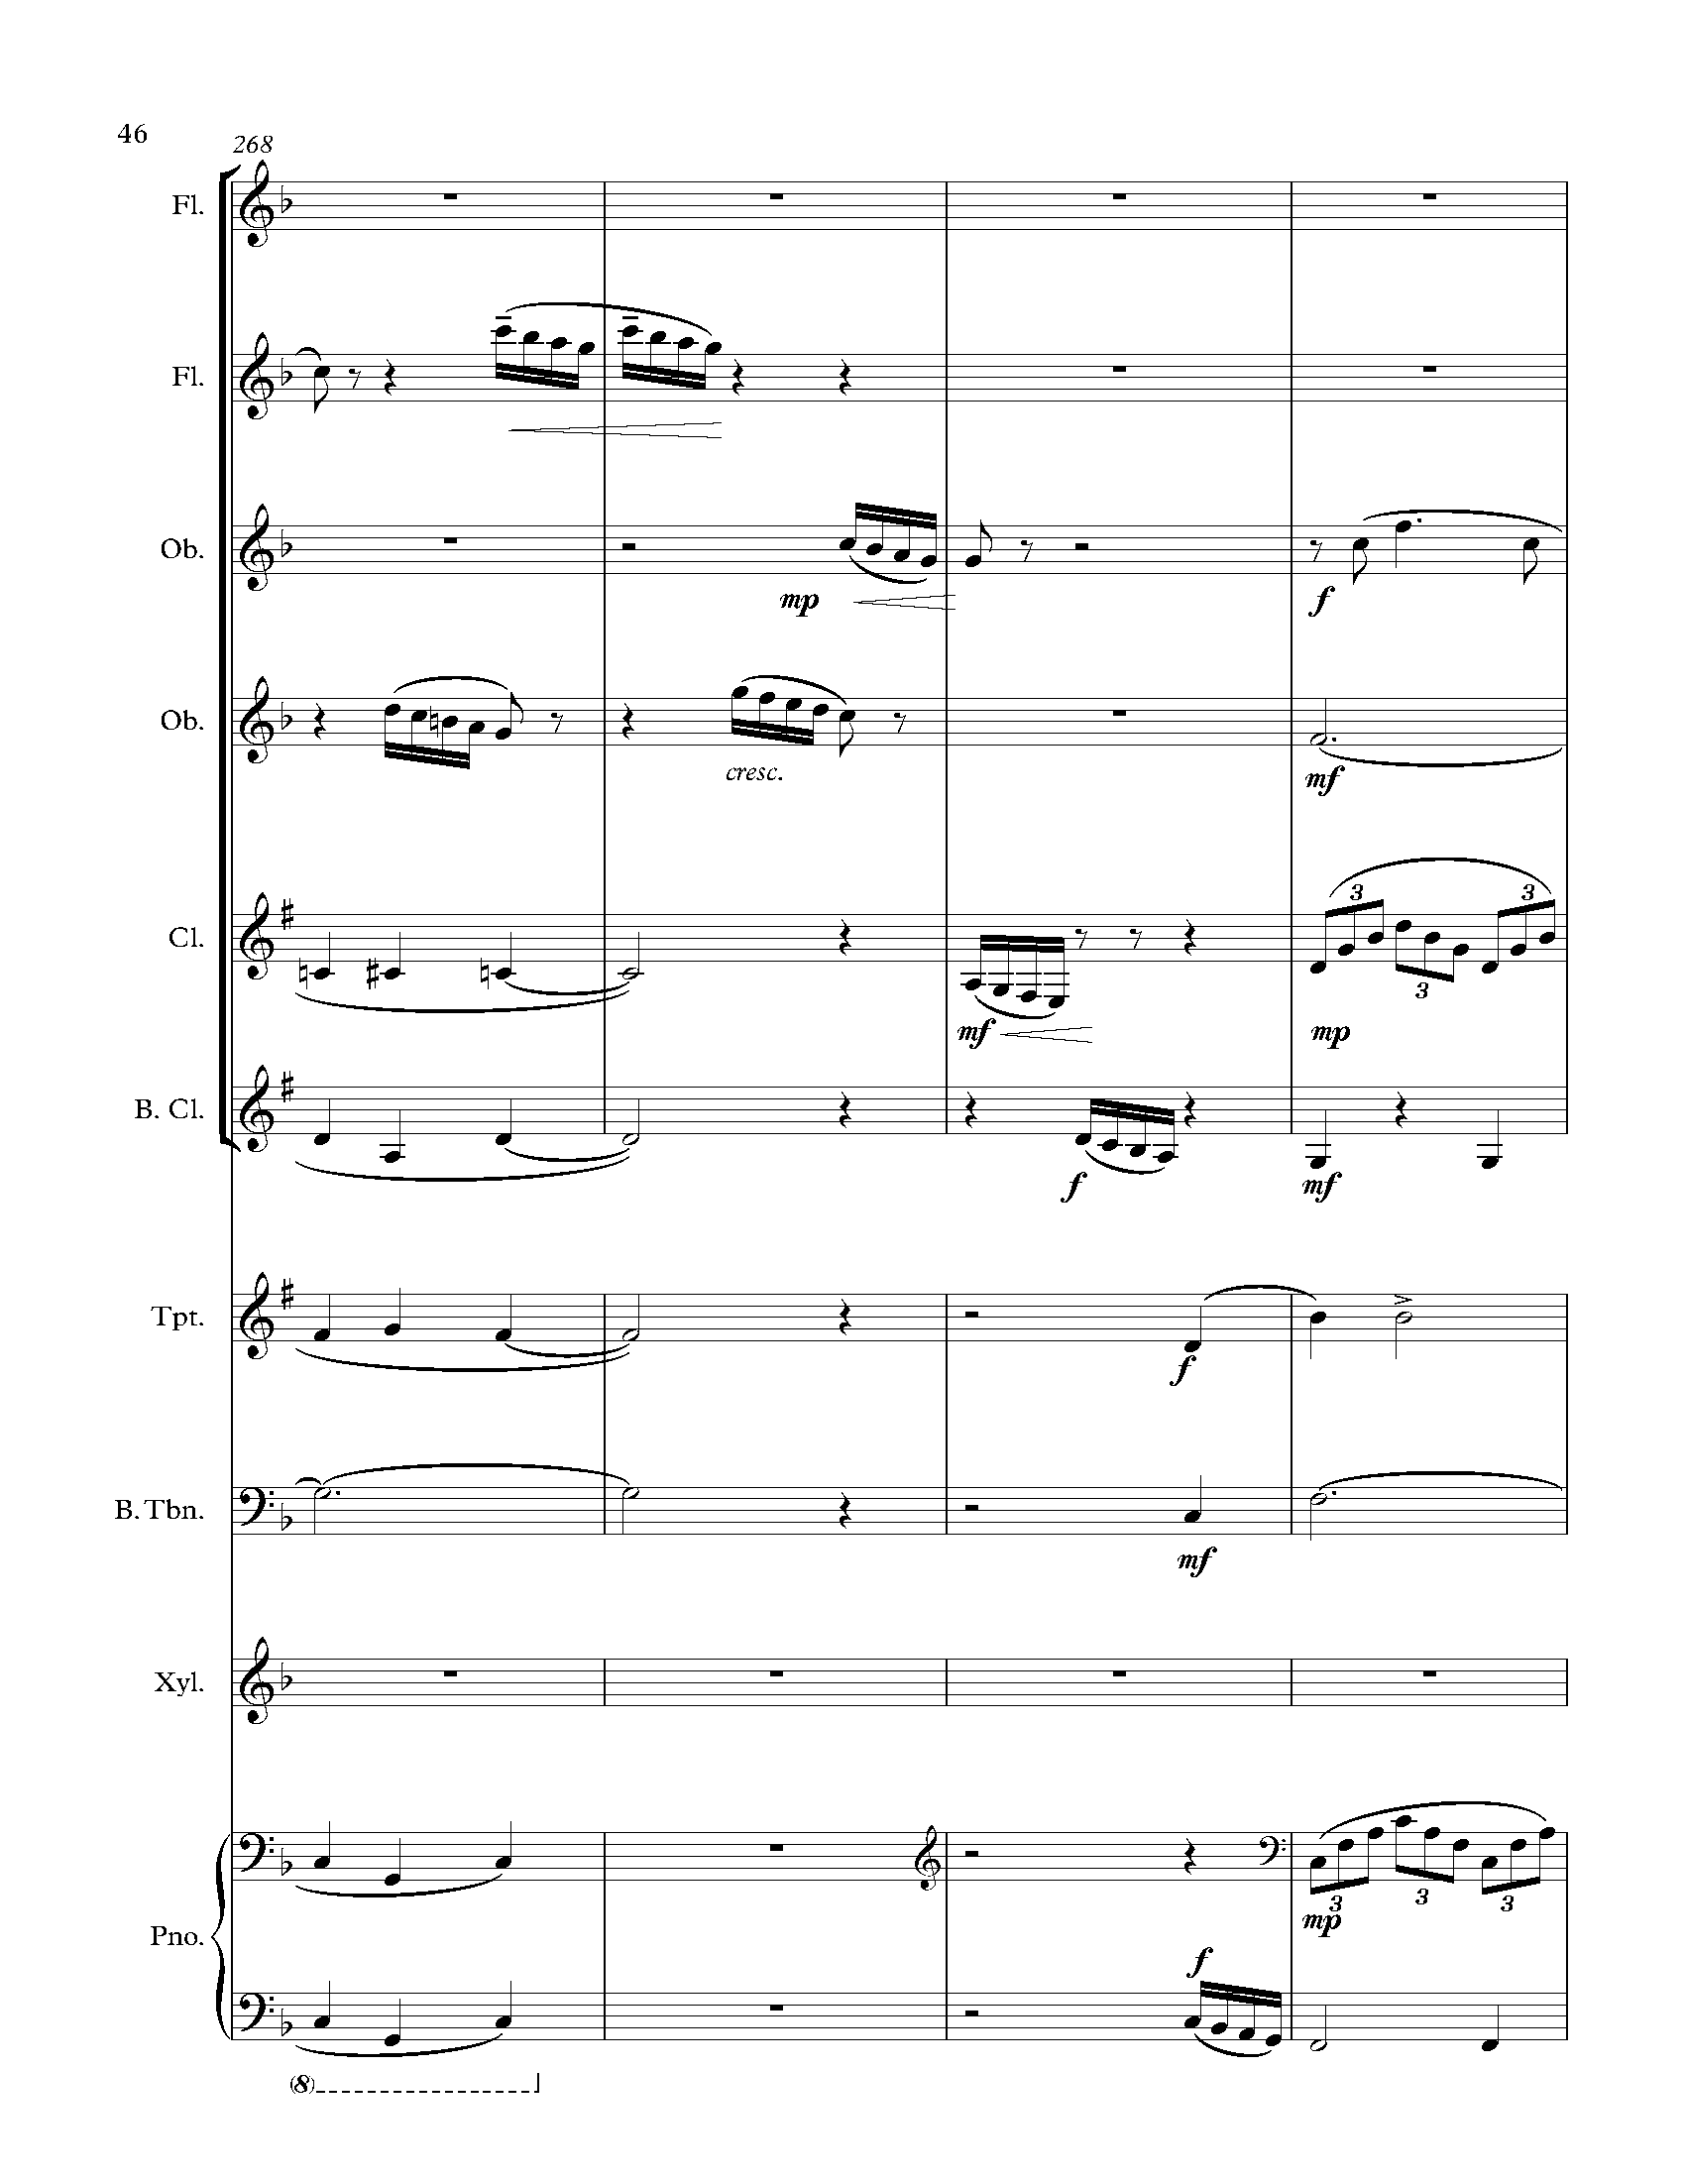 46
268
Fl.
Fl.
Ob.
mp
f
Ob.
cresc.
mf
Cl.
3
3
3
mf
mp
B. Cl.
f
mf
Tpt.
f
B. Tbn.
mf
Xyl.
3
3
3
mp
Pno.
f
(8)